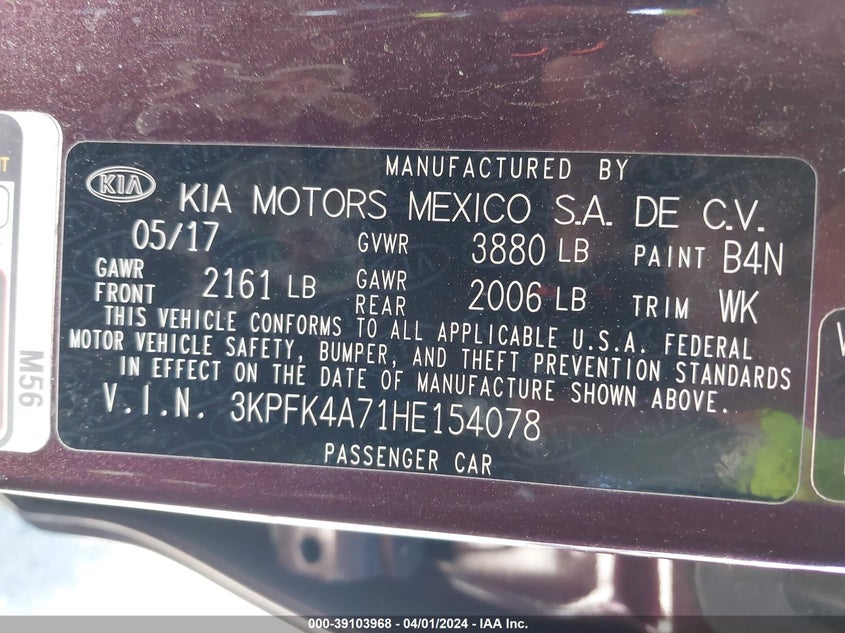 MANUFACTURED BY
KIA KIA MOTORS MEXICO S.A. DE C.V.
05/17 GVWR 3880 LB PAINT B4N
GAWR FRONT 2161 LB GAWR REAR 2006 LB TRIM WK
THIS VEHICLE CONFORMS TO ALL APPLICABLE U.S.A. FEDERAL
MOTOR VEHICLE SAFETY, BUMPER, AND THEFT PREVENTION STANDARDS
IN EFFECT ON THE DATE OF MANUFACTURE SHOWN ABOVE.
V.I.N. 3KPFK4A71HE154078
PASSENGER CAR
M56
000-39103968 - 04/01/2024 - IAA Inc.